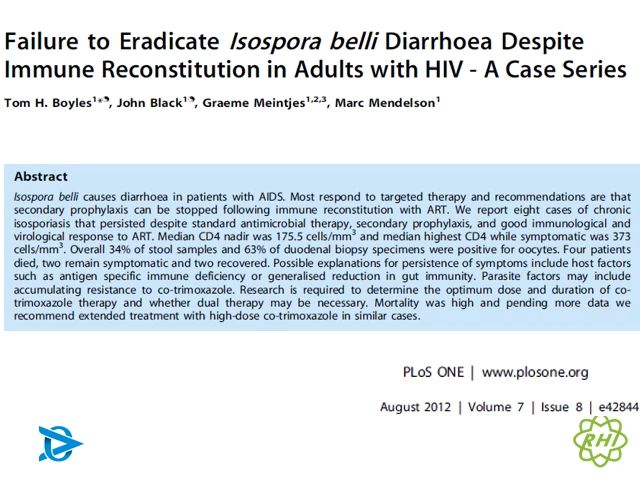 Failure to Eradicate Isospora belli Diarrhoea Despite
Immune Reconstitution in Adults with HIV - A Case Series
Tom H. Boyles1*⁹, John Black1⁹, Graeme Meintjes1,2,3, Marc Mendelson1
Abstract
Isospora belli causes diarrhoea in patients with AIDS. Most respond to targeted therapy and recommendations are that
secondary prophylaxis can be stopped following immune reconstitution with ART. We report eight cases of chronic
isosporiasis that persisted despite standard antimicrobial therapy, secondary prophylaxis, and good immunological and
virological response to ART. Median CD4 nadir was 175.5 cells/mm3 and median highest CD4 while symptomatic was 373
cells/mm3. Overall 34% of stool samples and 63% of duodenal biopsy specimens were positive for oocytes. Four patients
died, two remain symptomatic and two recovered. Possible explanations for persistence of symptoms include host factors
such as antigen specific immune deficiency or generalised reduction in gut immunity. Parasite factors may include
accumulating resistance to co-trimoxazole. Research is required to determine the optimum dose and duration of co-
trimoxazole therapy and whether dual therapy may be necessary. Mortality was high and pending more data we
recommend extended treatment with high-dose co-trimoxazole in similar cases.
PLoS ONE | www.plosone.org
August 2012 | Volume 7 | Issue 8 | e42844
RHI